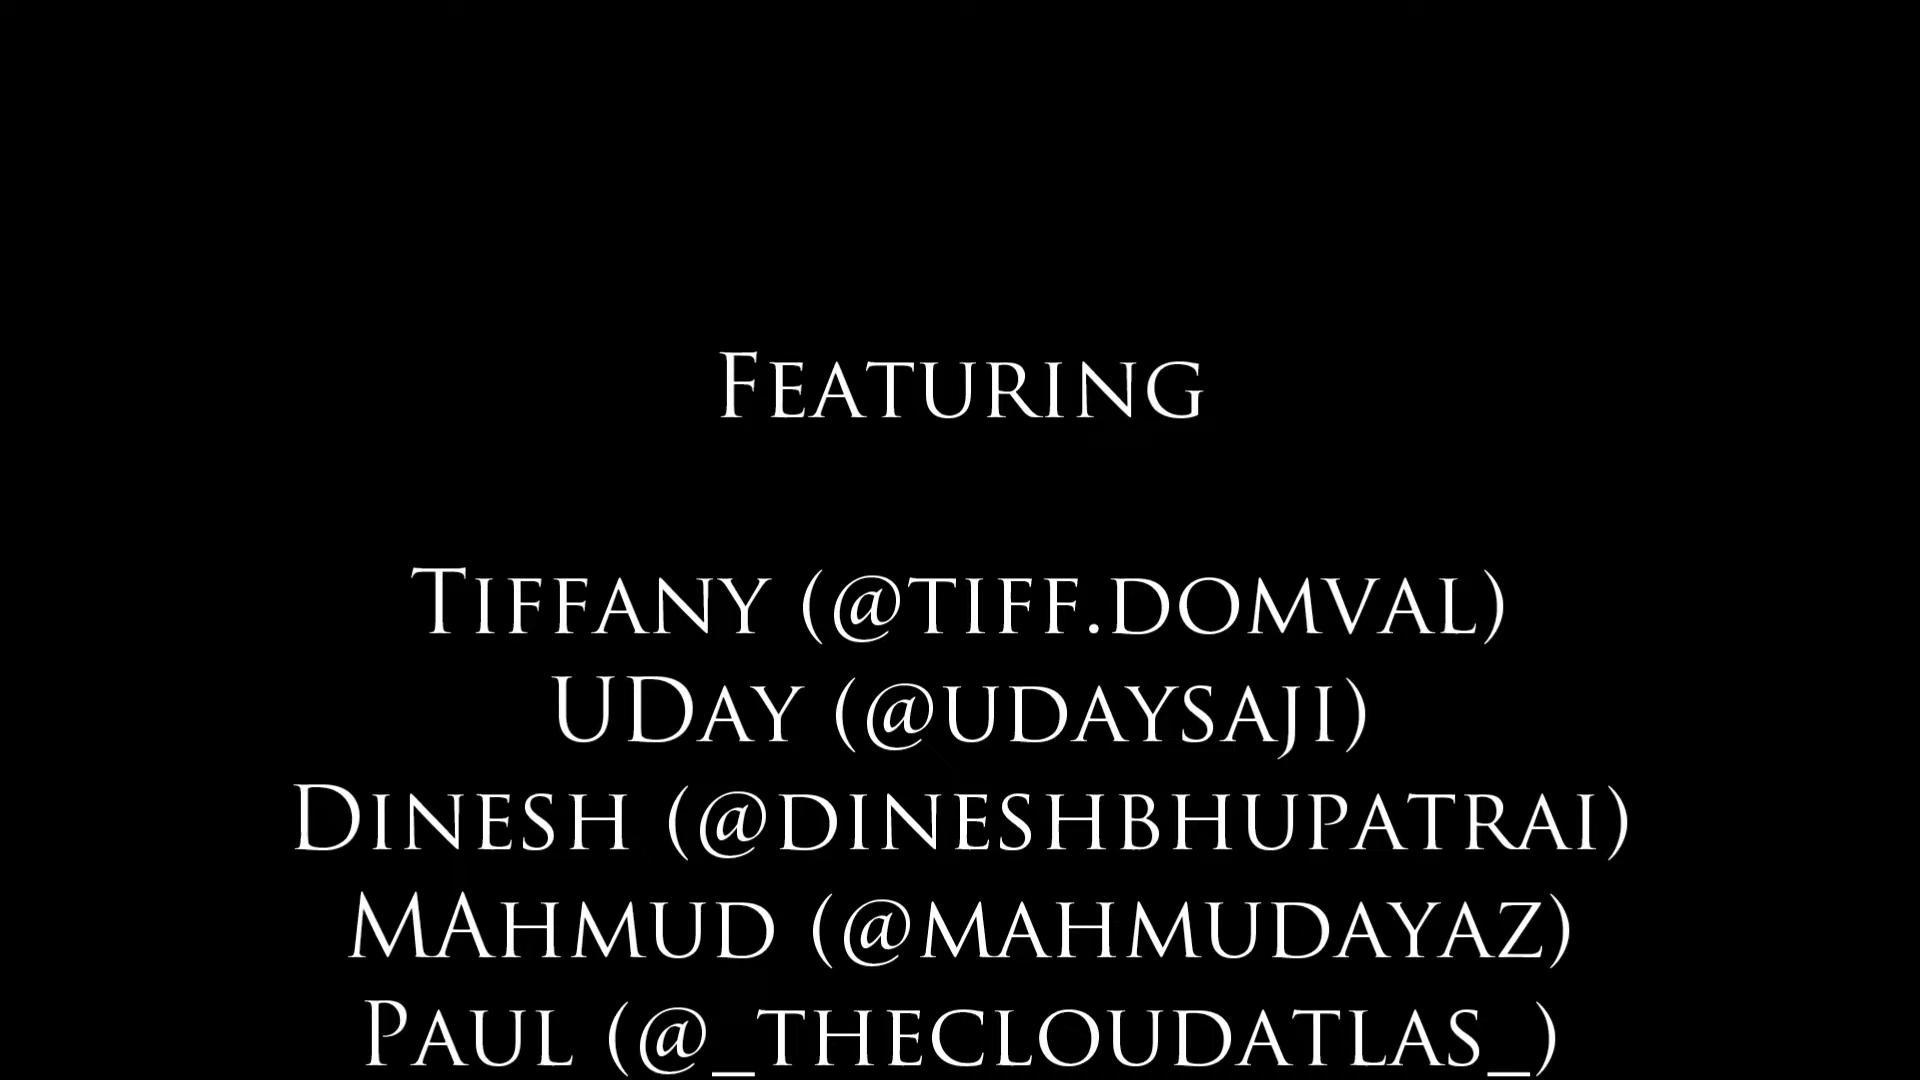 Featuring
Tiffany (@tiff.domval)
UDay (@udaysaji)
Dinesh (@dineshbhupatrai)
MAhmud (@mahmudayaz)
Paul (@_thecloudatlas_)